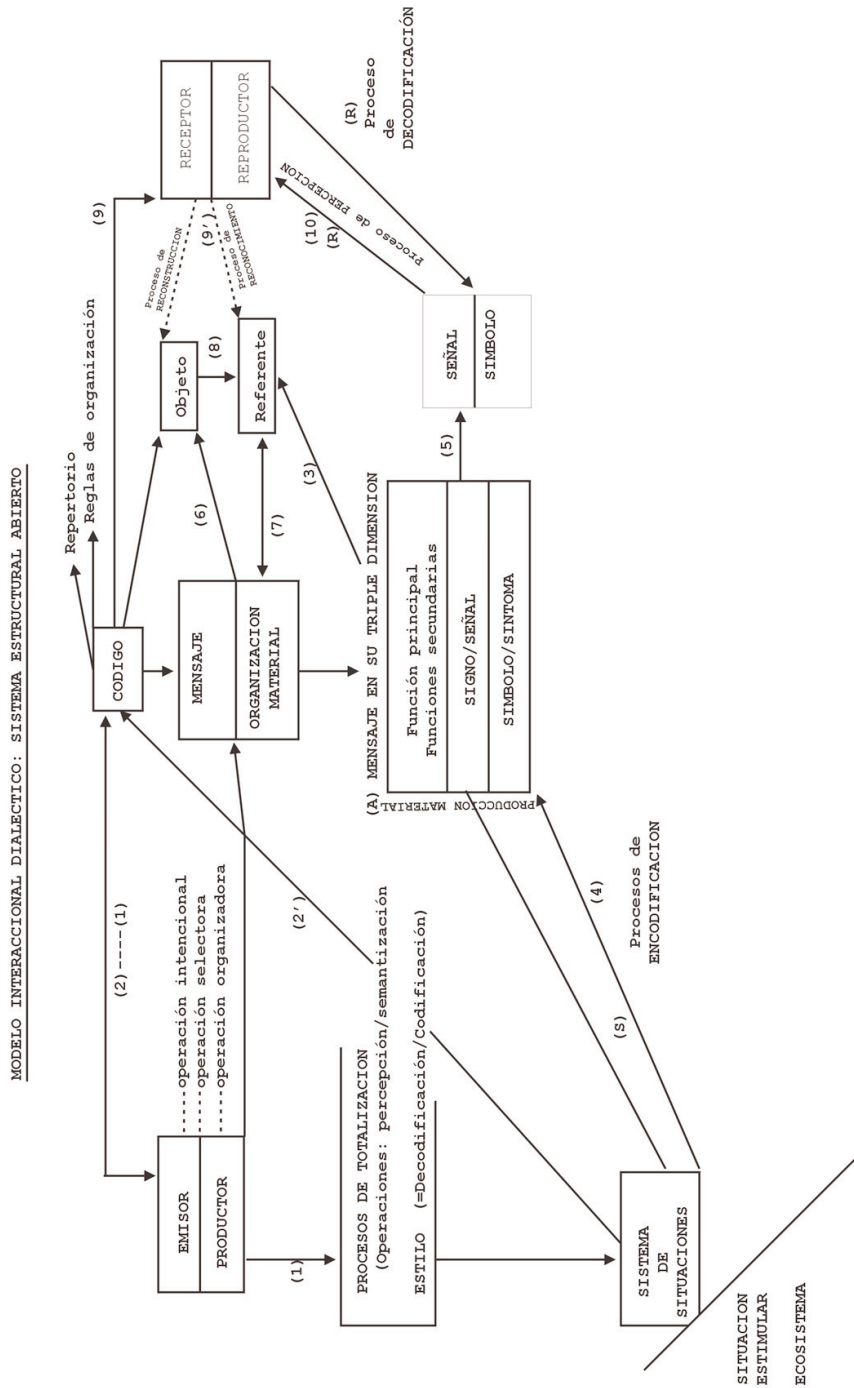 MODELO INTERACCIONAL DIALECTICO: SISTEMA ESTRUCTURAL ABIERTO
(2)----(1)
EMISOR
PRODUCTOR
-----operación intencional
------operación selectora
------operación organizadora
CODIGO
Repertorio
Reglas de organización
(9)
MENSAJE
ORGANIZACION
MATERIAL
(6)
(7)
Objeto
(8)
Referente
Proceso de
RECONSTRUCCION
(9')
Proceso de
RECONOCIMIENTO
RECEPTOR
REPRODUCTOR
(1)
PROCESOS DE TOTALIZACION
(Operaciones: percepción/semantización
ESTILO (=Decodificación/Codificación)
(2')
(3)
(A) MENSAJE EN SU TRIPLE DIMENSION
PRODUCCION MATERIAL
Función principal
Funciones secundarias
SIGNO/SEÑAL
SIMBOLO/SINTOMA
(5)
SEÑAL
SIMBOLO
(10)
(R)
Proceso de PERCEPCION
(R)
Proceso
de
DECODIFICACIÓN
SISTEMA
DE
SITUACIONES
(S)
(4)
Procesos de
ENCODIFICACION
SITUACION
ESTIMULAR
ECOSISTEMA